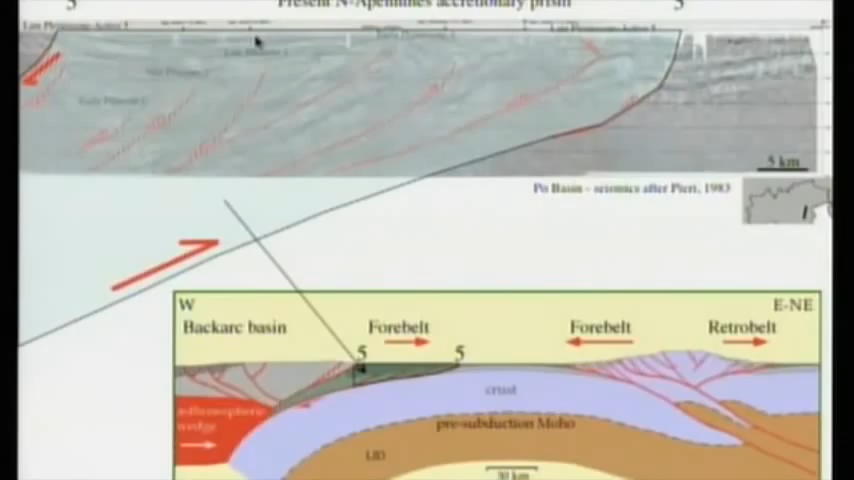 Present N-Apennines accretionary prism
5 5
5 km
Po Basin - seismics after Pieri, 1983
W E-NE
Backarc basin Forebelt Forebelt Retrobelt
5 5
crust
asthenospheric
wedge
pre-subduction Moho
LID
30 km